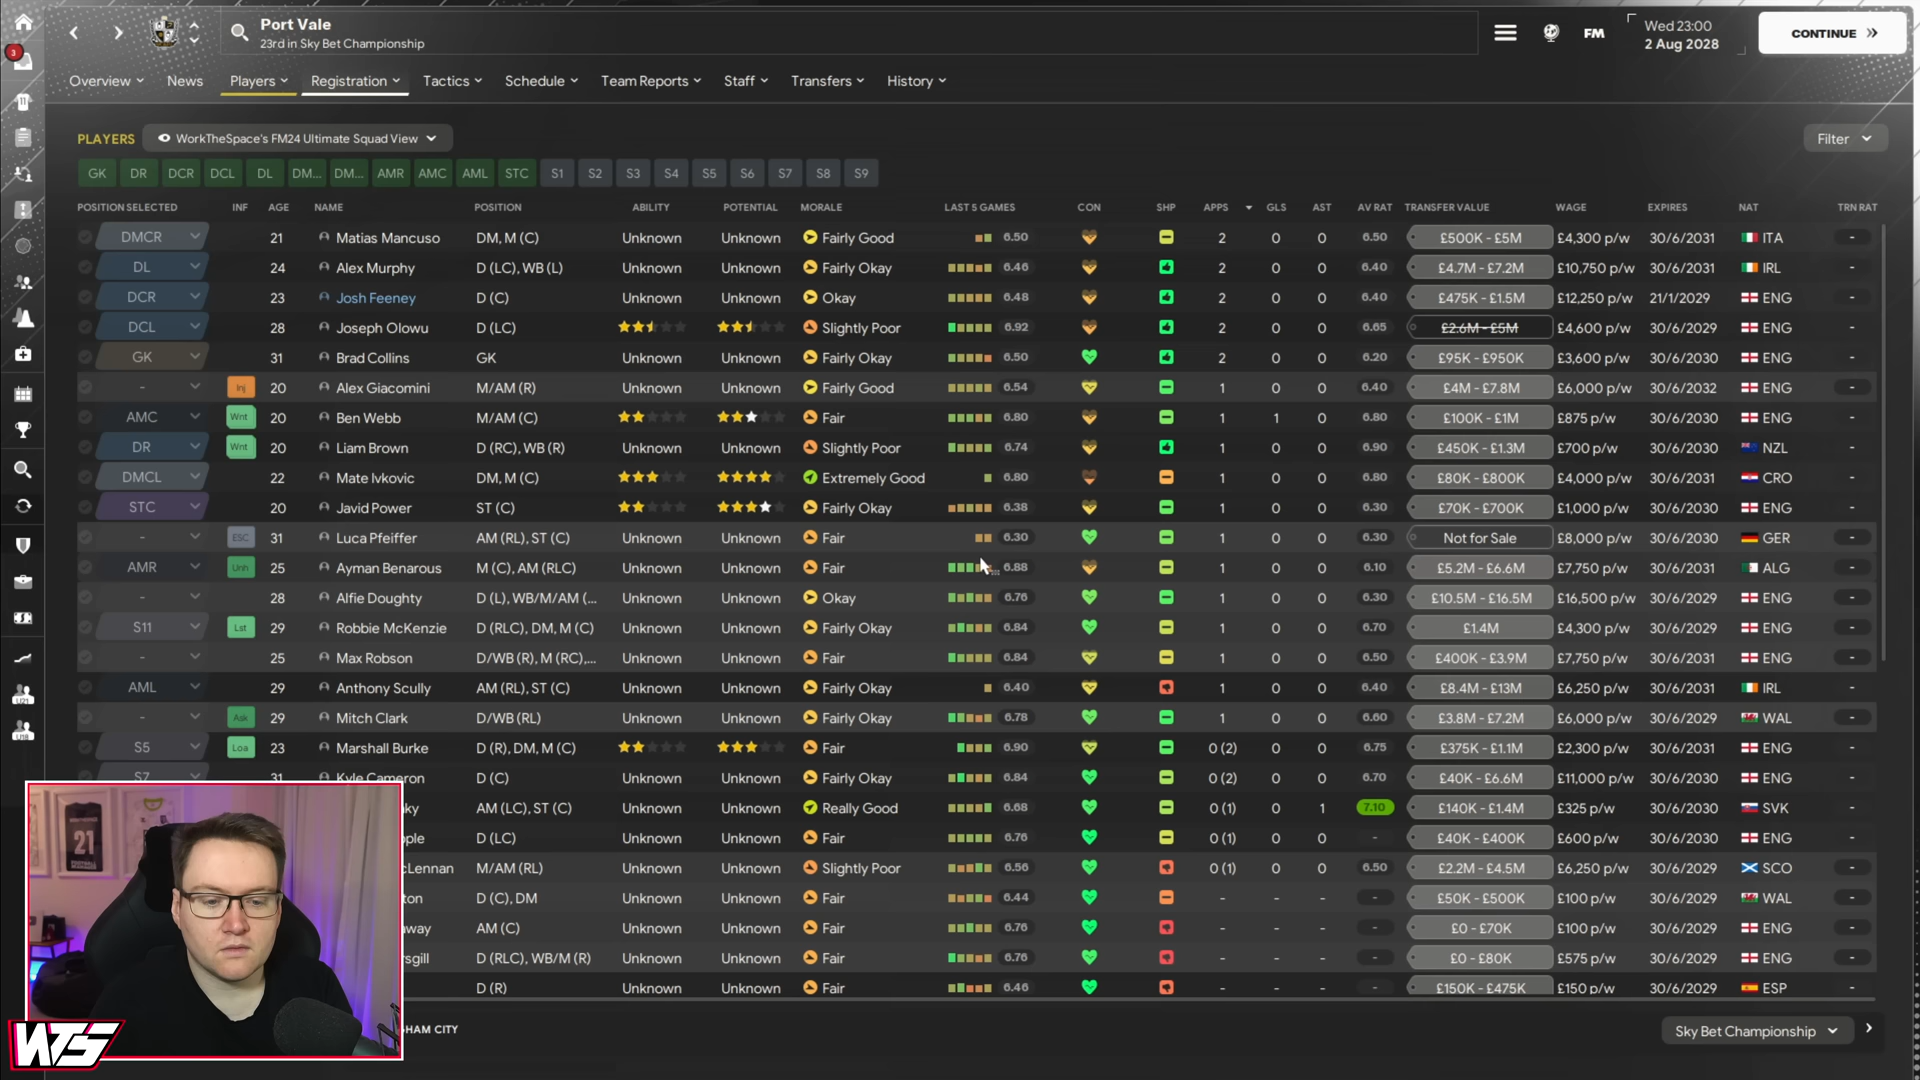 Port Vale
23rd in Sky Bet Championship
FM
Wed 23:00
2 Aug 2028
CONTINUE
3
Overview News Players Registration Tactics Schedule Team Reports Staff Transfers History
PLAYERS WorkTheSpace's FM24 Ultimate Squad View Filter
GK DR DCR DCL DL DM... DM... AMR AMC AML STC S1 S2 S3 S4 S5 S6 S7 S8 S9
POSITION SELECTED INF AGE NAME POSITION ABILITY POTENTIAL MORALE LAST 5 GAMES CON SHP APPS GLS AST AV RAT TRANSFER VALUE WAGE EXPIRES NAT TRN RAT
DMCR 21 Matias Mancuso DM, M (C) Unknown Unknown Fairly Good 6.50 2 0 0 6.50 £500K - £5M £4,300 p/w 30/6/2031 ITA -
DL 24 Alex Murphy D (LC), WB (L) Unknown Unknown Fairly Okay 6.46 2 0 0 6.40 £4.7M - £7.2M £10,750 p/w 30/6/2031 IRL -
DCR 23 Josh Feeney D (C) Unknown Unknown Okay 6.48 2 0 0 6.40 £475K - £1.5M £12,250 p/w 21/1/2029 ENG -
DCL 28 Joseph Olowu D (LC) Slightly Poor 6.92 2 0 0 6.65 £2.6M - £5M £4,600 p/w 30/6/2029 ENG -
GK 31 Brad Collins GK Unknown Unknown Fairly Okay 6.50 2 0 0 6.20 £95K - £950K £3,600 p/w 30/6/2030 ENG -
- Inj 20 Alex Giacomini M/AM (R) Unknown Unknown Fairly Good 6.54 1 0 0 6.40 £4M - £7.8M £6,000 p/w 30/6/2032 ENG -
AMC Wnt 20 Ben Webb M/AM (C) Fair 6.80 1 1 0 6.80 £100K - £1M £875 p/w 30/6/2030 ENG -
DR Wnt 20 Liam Brown D (RC), WB (R) Unknown Unknown Slightly Poor 6.74 1 0 0 6.90 £450K - £1.3M £700 p/w 30/6/2030 NZL -
DMCL 22 Mate Ivkovic DM, M (C) Extremely Good 6.80 1 0 0 6.80 £80K - £800K £4,000 p/w 30/6/2031 CRO -
STC 20 Javid Power ST (C) Fairly Okay 6.38 1 0 0 6.30 £70K - £700K £1,000 p/w 30/6/2030 ENG -
- ESC 31 Luca Pfeiffer AM (RL), ST (C) Unknown Unknown Fair 6.30 1 0 0 6.30 Not for Sale £8,000 p/w 30/6/2030 GER -
AMR Unh 25 Ayman Benarous M (C), AM (RLC) Unknown Unknown Fair 6.88 1 0 0 6.10 £5.2M - £6.6M £7,750 p/w 30/6/2031 ALG -
- 28 Alfie Doughty D (L), WB/M/AM (... Unknown Unknown Okay 6.76 1 0 0 6.30 £10.5M - £16.5M £16,500 p/w 30/6/2029 ENG -
S11 Lst 29 Robbie McKenzie D (RLC), DM, M (C) Unknown Unknown Fairly Okay 6.84 1 0 0 6.70 £1.4M £4,300 p/w 30/6/2029 ENG -
- 25 Max Robson D/WB (R), M (RC),... Unknown Unknown Fair 6.84 1 0 0 6.50 £400K - £3.9M £7,750 p/w 30/6/2031 ENG -
AML 29 Anthony Scully AM (RL), ST (C) Unknown Unknown Fairly Okay 6.40 1 0 0 6.40 £8.4M - £13M £6,250 p/w 30/6/2031 IRL -
- Ask 29 Mitch Clark D/WB (RL) Unknown Unknown Fairly Okay 6.78 1 0 0 6.60 £3.8M - £7.2M £6,000 p/w 30/6/2029 WAL -
S5 Loa 23 Marshall Burke D (R), DM, M (C) Fair 6.90 0 (2) 0 0 6.75 £375K - £1.1M £2,300 p/w 30/6/2031 ENG -
S7 31 Kyle Cameron D (C) Unknown Unknown Fairly Okay 6.84 0 (2) 0 0 6.70 £40K - £6.6M £11,000 p/w 30/6/2030 ENG -
ky AM (LC), ST (C) Unknown Unknown Really Good 6.68 0 (1) 0 1 7.10 £140K - £1.4M £325 p/w 30/6/2030 SVK -
ple D (LC) Unknown Unknown Fair 6.76 0 (1) 0 0 - £40K - £400K £600 p/w 30/6/2030 ENG -
cLennan M/AM (RL) Unknown Unknown Slightly Poor 6.56 0 (1) 0 0 6.50 £2.2M - £4.5M £6,250 p/w 30/6/2029 SCO -
ton D (C), DM Unknown Unknown Fair 6.44 - - - - £50K - £500K £100 p/w 30/6/2029 WAL -
away AM (C) Unknown Unknown Fair 6.76 - - - - £0 - £70K £100 p/w 30/6/2029 ENG -
rsgill D (RLC), WB/M (R) Unknown Unknown Fair 6.76 - - - - £0 - £80K £575 p/w 30/6/2029 ENG -
D (R) Unknown Unknown Fair 6.46 - - - - £150K - £475K £150 p/w 30/6/2029 ESP -
21
WTS
HAM CITY
Sky Bet Championship